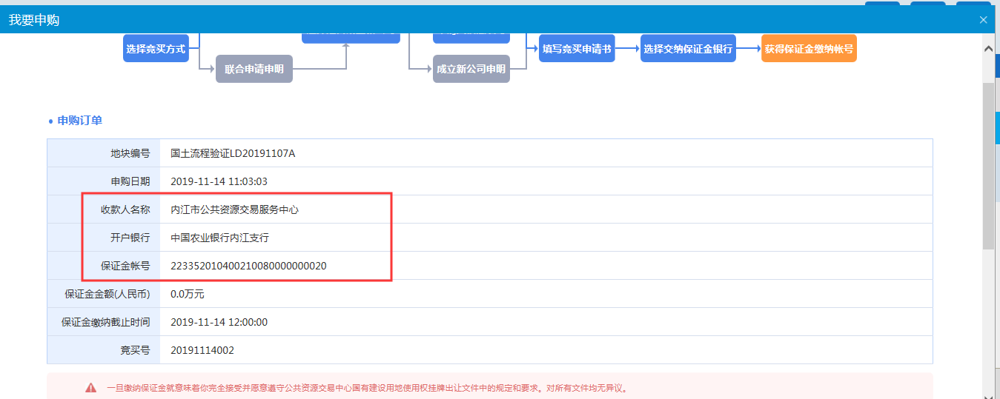 我要申购
选择竞买方式
联合申请申明
成立新公司申明
填写竞买申请书
选择交纳保证金银行
获得保证金缴纳帐号
申购订单
地块编号 国土流程验证LD20191107A
申购日期 2019-11-14 11:03:03
收款人名称 内江市公共资源交易服务中心
开户银行 中国农业银行内江支行
保证金帐号 22335201040021008000000020
保证金金额(人民币) 0.0万元
保证金缴纳截止时间 2019-11-14 12:00:00
竞买号 20191114002
一旦缴纳保证金就意味着你完全接受并愿意遵守公共资源交易中心国有建设用地使用权挂牌出让文件中的规定和要求。对所有文件均无异议。